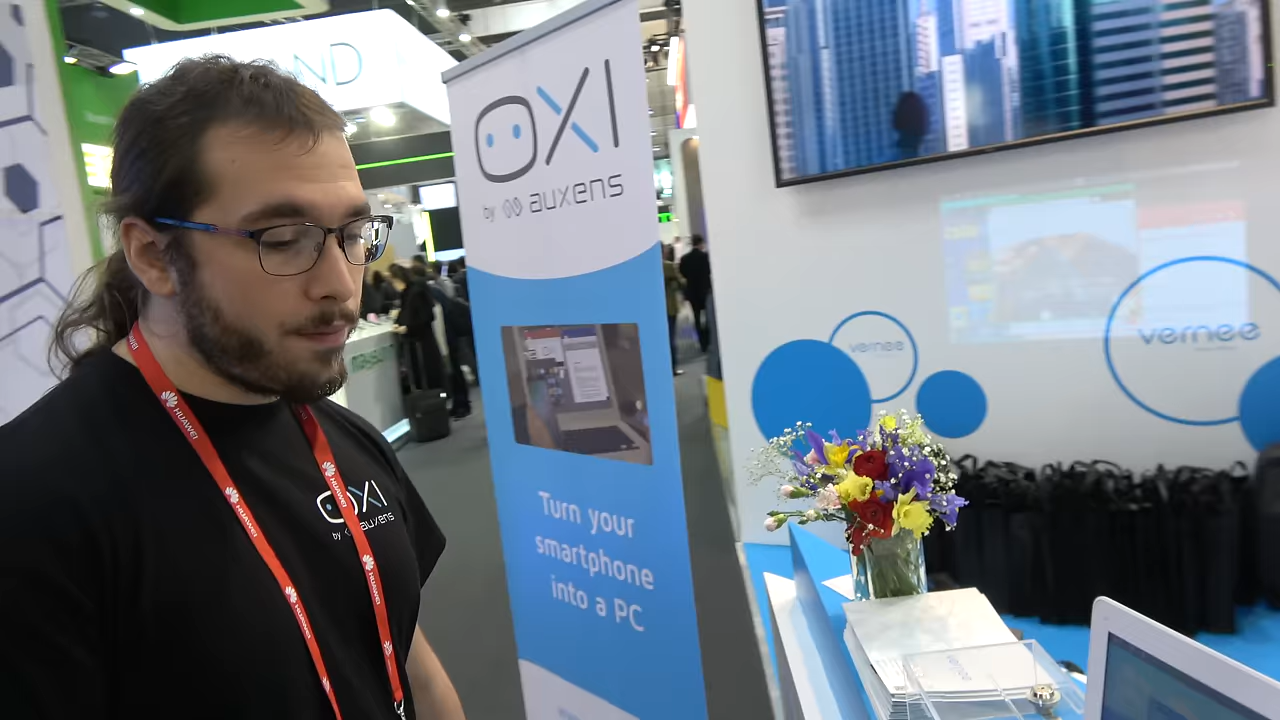 ND
OXI
by auxens
Turn your
smartphone
into a PC
vernee
vernee
vernee
HUAWEI
HUAWEI
HUAWEI
HUAWEI
OXI
by auxens